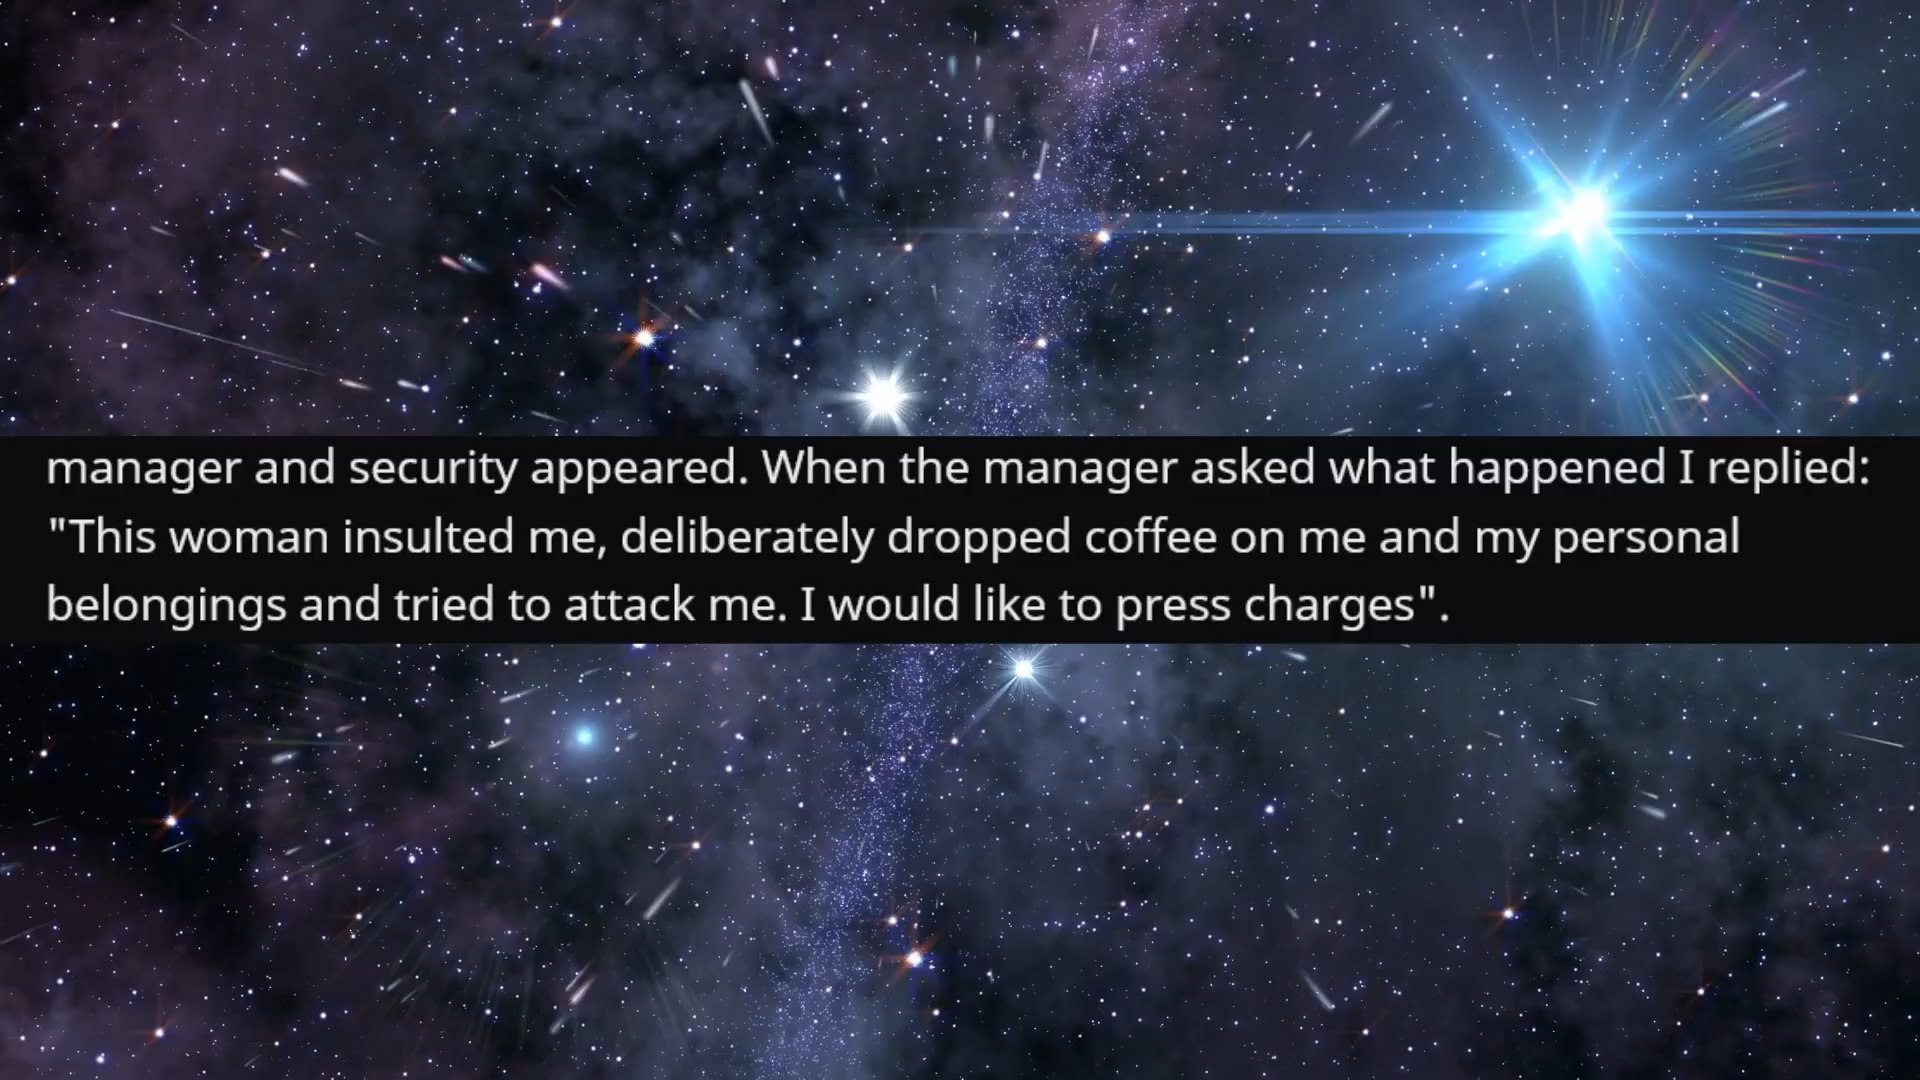 manager and security appeared. When the manager asked what happened I replied:
"This woman insulted me, deliberately dropped coffee on me and my personal
belongings and tried to attack me. I would like to press charges".